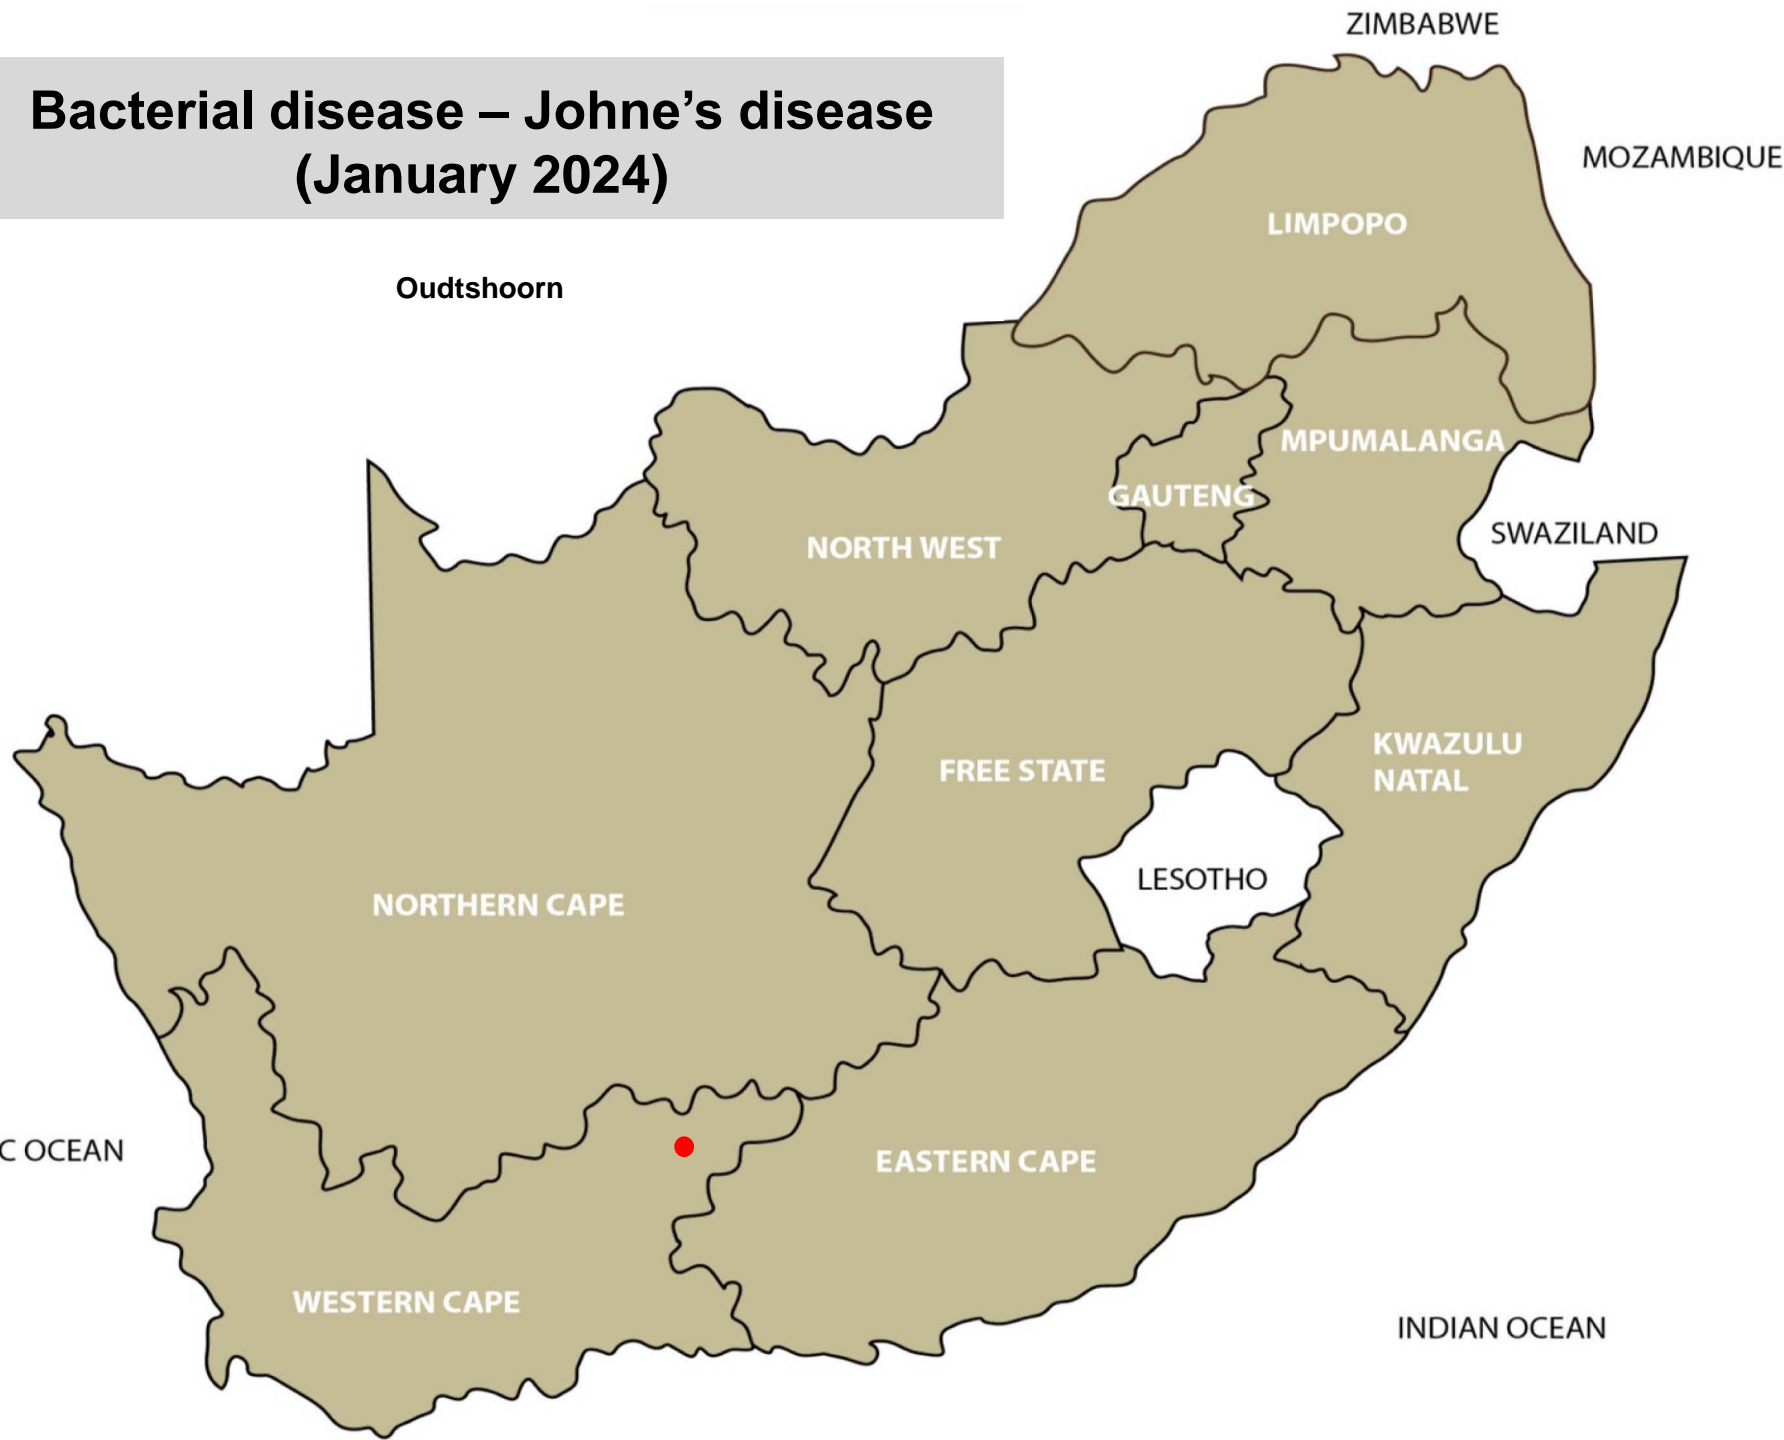 ZIMBABWE
Bacterial disease – Johne’s disease
(January 2024)
MOZAMBIQUE
LIMPOPO
Oudtshoorn
MPUMALANGA
GAUTENG
SWAZILAND
NORTH WEST
KWAZULU
NATAL
FREE STATE
LESOTHO
NORTHERN CAPE
C OCEAN
EASTERN CAPE
WESTERN CAPE
INDIAN OCEAN